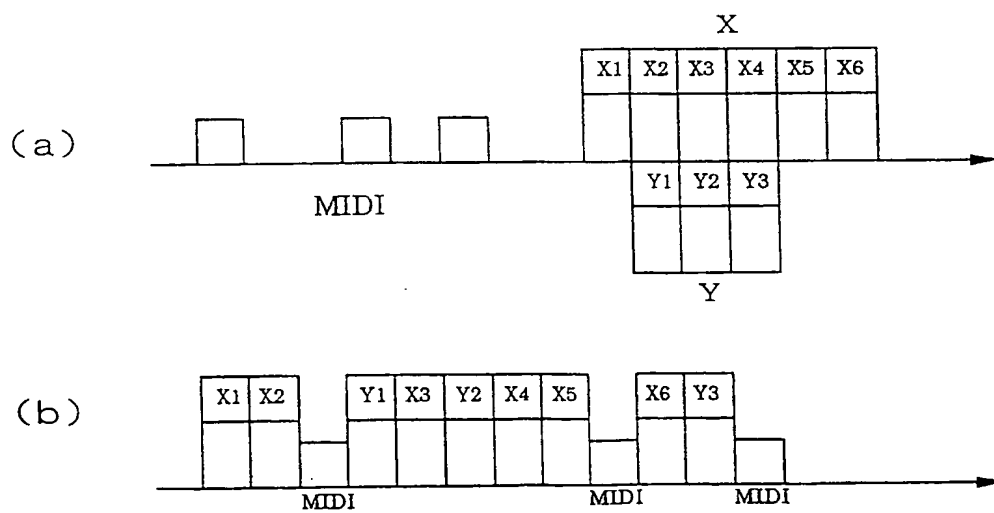 X
X1 X2 X3 X4 X5 X6
(a)
Y1 Y2 Y3
MIDI
Y
X1 X2 Y1 X3 Y2 X4 X5 X6 Y3
(b)
MIDI MIDI MIDI